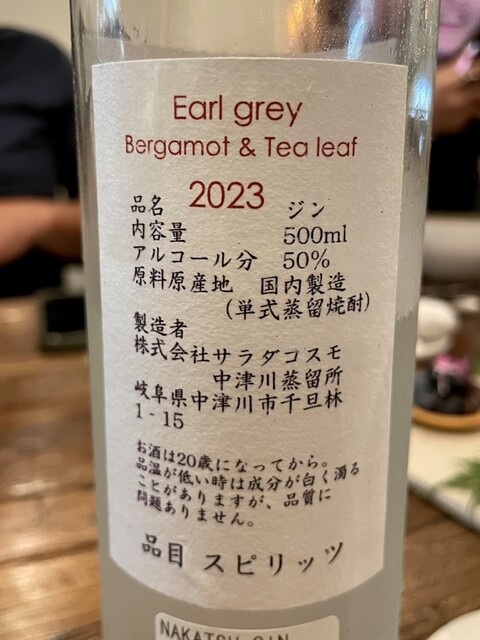 Earl grey
Bergamot & Tea leaf
2023
品名 ジン
内容量 500ml
アルコール分 50%
原料原産地 国内製造
(単式蒸留焼酎)
製造者
株式会社サラダコスモ
中津川蒸留所
岐阜県中津川市千旦林
1-15
お酒は20歳になってから。
品温が低い時は成分が白く濁る
ことがありますが、品質に
問題ありません。
品目 スピリッツ